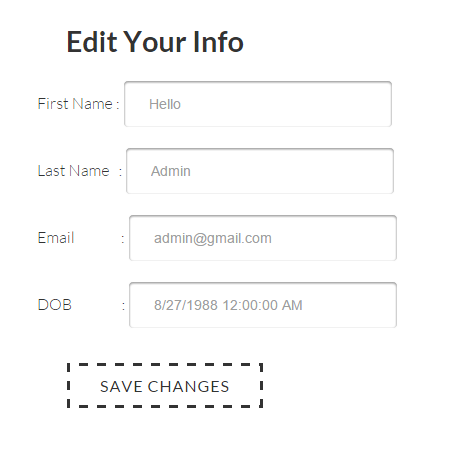 Edit Your Info
First Name : Hello
Last Name : Admin
Email : admin@gmail.com
DOB : 8/27/1988 12:00:00 AM
SAVE CHANGES